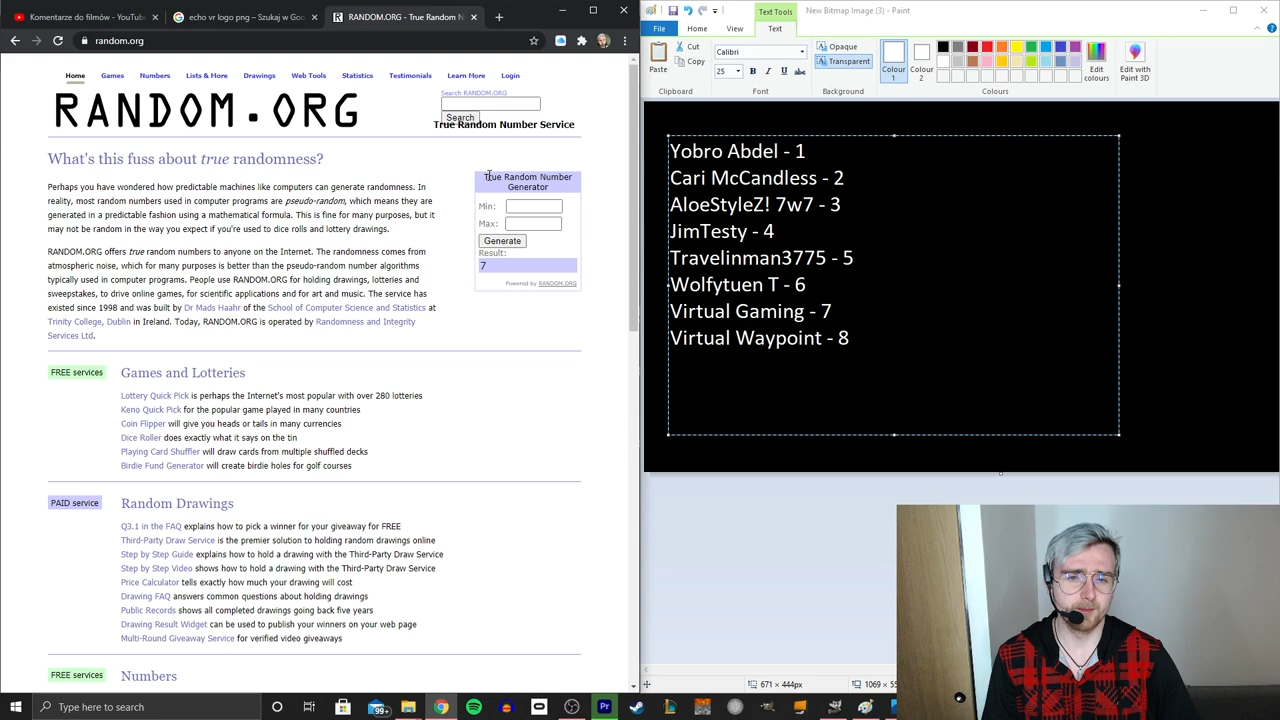 Komentarze do filmów - YouTub
echo vr logo png – Szukaj w Goo
RANDOM.ORG - True Random N
random.org
Home Games Numbers Lists & More Drawings Web Tools Statistics Testimonials Learn More Login
RANDOM.ORG
Search RANDOM.ORG
Search
True Random Number Service
What's this fuss about true randomness?
Perhaps you have wondered how predictable machines like computers can generate randomness. In
reality, most random numbers used in computer programs are pseudo-random, which means they are
generated in a predictable fashion using a mathematical formula. This is fine for many purposes, but it
may not be random in the way you expect if you're used to dice rolls and lottery drawings.
RANDOM.ORG offers true random numbers to anyone on the Internet. The randomness comes from
atmospheric noise, which for many purposes is better than the pseudo-random number algorithms
typically used in computer programs. People use RANDOM.ORG for holding drawings, lotteries and
sweepstakes, to drive online games, for scientific applications and for art and music. The service has
existed since 1998 and was built by Dr Mads Haahr of the School of Computer Science and Statistics at
Trinity College, Dublin in Ireland. Today, RANDOM.ORG is operated by Randomness and Integrity
Services Ltd.
True Random Number
Generator
Min:
Max:
Generate
Result:
7
Powered by RANDOM.ORG
FREE services
Games and Lotteries
Lottery Quick Pick is perhaps the Internet's most popular with over 280 lotteries
Keno Quick Pick for the popular game played in many countries
Coin Flipper will give you heads or tails in many currencies
Dice Roller does exactly what it says on the tin
Playing Card Shuffler will draw cards from multiple shuffled decks
Birdie Fund Generator will create birdie holes for golf courses
PAID service
Random Drawings
Q3.1 in the FAQ explains how to pick a winner for your giveaway for FREE
Third-Party Draw Service is the premier solution to holding random drawings online
Step by Step Guide explains how to hold a drawing with the Third-Party Draw Service
Step by Step Video shows how to hold a drawing with the Third-Party Draw Service
Price Calculator tells exactly how much your drawing will cost
Drawing FAQ answers common questions about holding drawings
Public Records shows all completed drawings going back five years
Drawing Result Widget can be used to publish your winners on your web page
Multi-Round Giveaway Service for verified video giveaways
FREE services
Numbers
Text Tools
New Bitmap Image (3) - Paint
File Home View Text
Paste
Cut
Copy
Clipboard
Calibri
25
B I U abc
Font
Opaque
Transparent
Background
Colour
1
Colour
2
Edit
colours
Edit with
Paint 3D
Colours
Yobro Abdel - 1
Cari McCandless - 2
AloeStyleZ! 7w7 - 3
JimTesty - 4
Travelinman3775 - 5
Wolfytuen T - 6
Virtual Gaming - 7
Virtual Waypoint - 8
671 × 444px
1069 × 55
Type here to search
99+
Pr